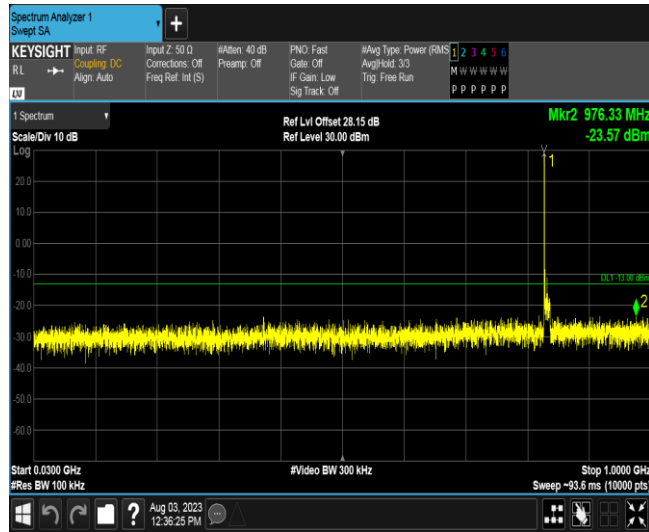 Spectrum Analyzer 1
Swept SA
+
KEYSIGHT
RL
LXI
Input: RF
Coupling: DC
Align: Auto
Input Z: 50 Ω
Corrections: Off
Freq Ref: Int (S)
#Atten: 40 dB
Preamp: Off
PNO: Fast
Gate: Off
IF Gain: Low
Sig Track: Off
#Avg Type: Power (RMS
Avg|Hold: 3/3
Trig: Free Run
1 2 3 4 5 6
M W W W W W
P P P P P P
1 Spectrum
Scale/Div 10 dB
Log
Ref Lvl Offset 28.15 dB
Ref Level 30.00 dBm
Mkr2 976.33 MHz
-23.57 dBm
1
20.0
10.0
0.00
-10.0
DL1 -13.00 dBm
2
-20.0
-30.0
-40.0
-50.0
-60.0
Start 0.0300 GHz
#Res BW 100 kHz
#Video BW 300 kHz
Stop 1.0000 GHz
Sweep ~93.6 ms (10000 pts)
?
Aug 03, 2023
12:36:25 PM